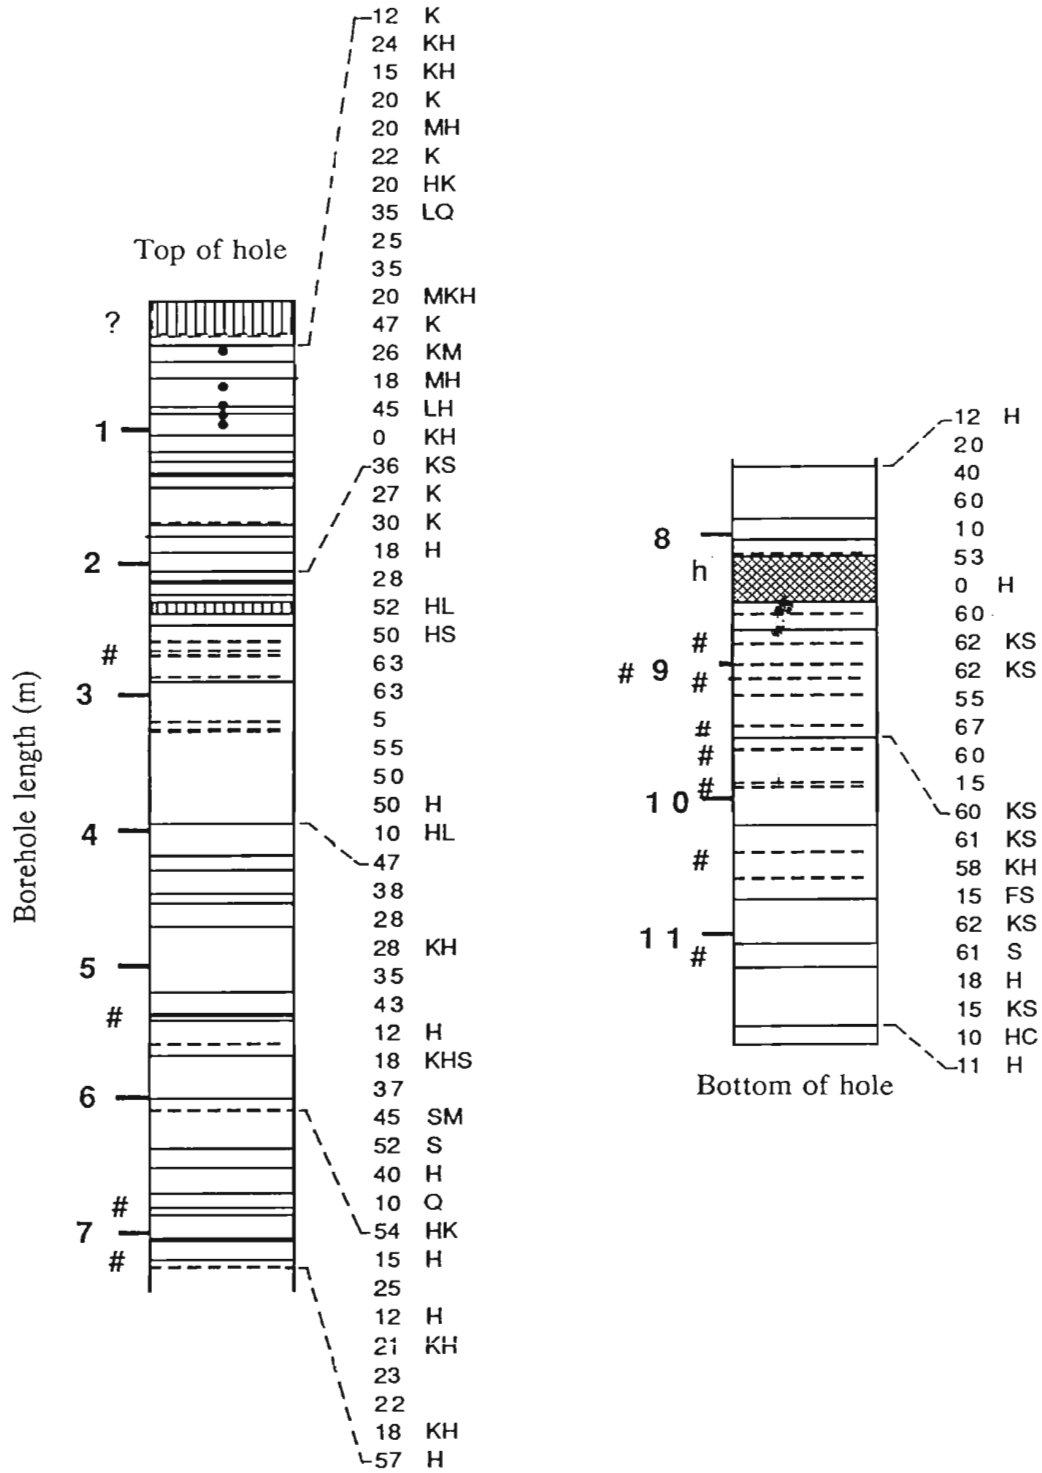 Top of hole
?
Borehole length (m)
1
2
#
3
4
5
#
6
#
7
#
12 K
24 KH
15 KH
20 K
20 MH
22 K
20 HK
35 LQ
25
35
20 MKH
47 K
26 KM
18 MH
45 LH
0 KH
36 KS
27 K
30 K
18 H
28
52 HL
50 HS
63
63
5
55
50
50 H
10 HL
47
38
28
28 KH
35
43
12 H
18 KHS
37
45 SM
52 S
40 H
10 Q
54 HK
15 H
25
12 H
21 KH
23
22
18 KH
57 H
8
h
#
# 9
#
#
#
#
10
#
11
#
12 H
20
40
60
10
53
0 H
60
62 KS
62 KS
55
67
60
15
60 KS
61 KS
58 KH
15 FS
62 KS
61 S
18 H
15 KS
10 HC
11 H
Bottom of hole